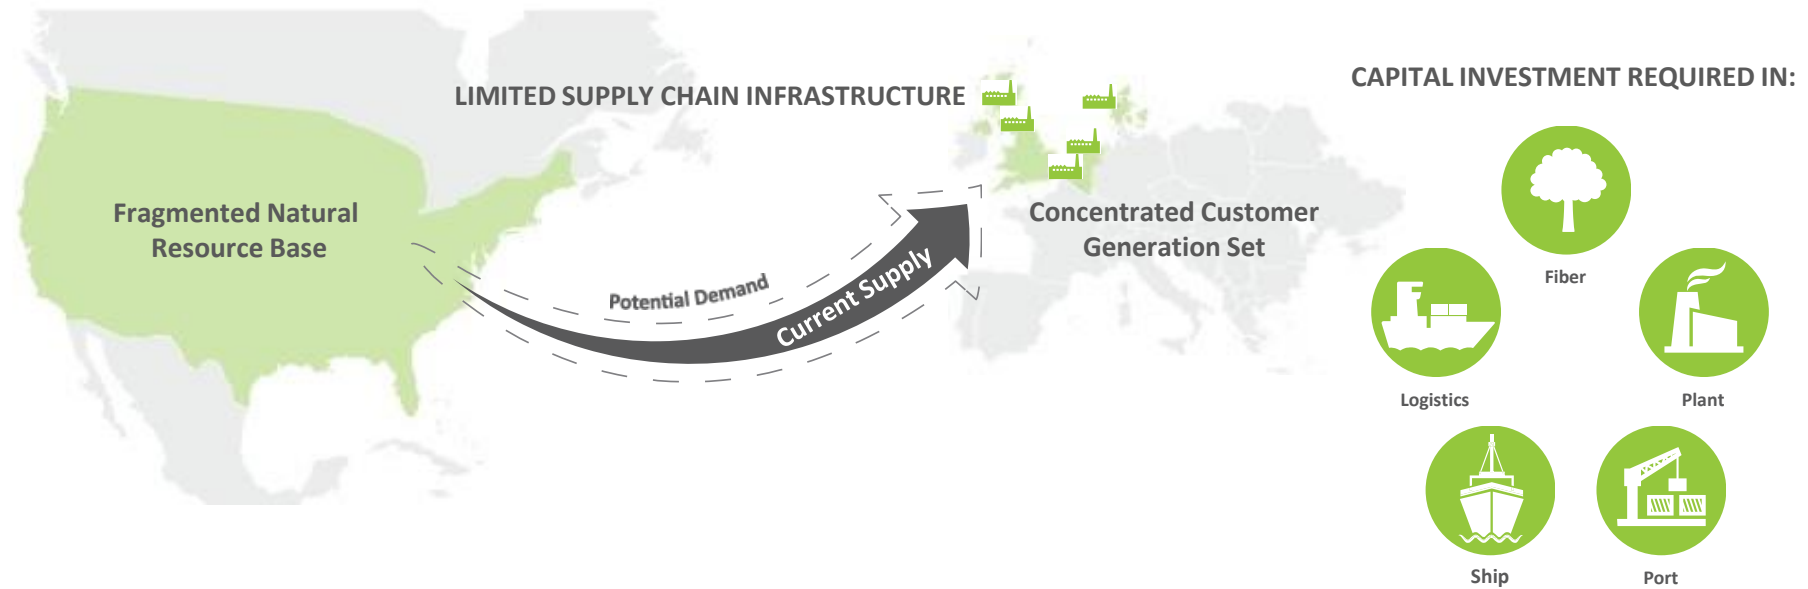 LIMITED SUPPLY CHAIN INFRASTRUCTURE
Fragmented Natural
Resource Base
Potential Demand
Current Supply
Concentrated Customer
Generation Set
CAPITAL INVESTMENT REQUIRED IN:
Fiber
Logistics
Plant
Ship
Port